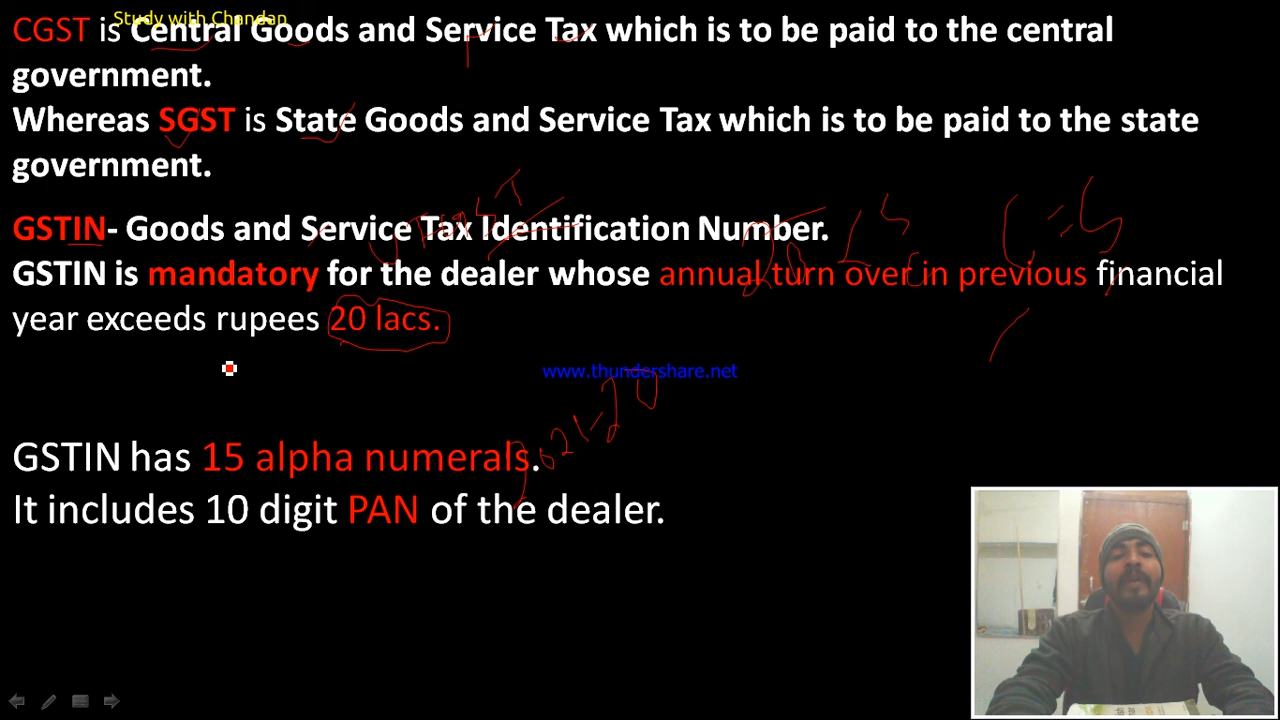 Study with Chandan
CGST is Central Goods and Service Tax which is to be paid to the central
government.
Whereas SGST is State Goods and Service Tax which is to be paid to the state
government.
GSTIN- Goods and Service Tax Identification Number.
GSTIN is mandatory for the dealer whose annual turn over in previous financial
year exceeds rupees 20 lacs.
www.thundershare.net
GSTIN has 15 alpha numerals.
It includes 10 digit PAN of the dealer.